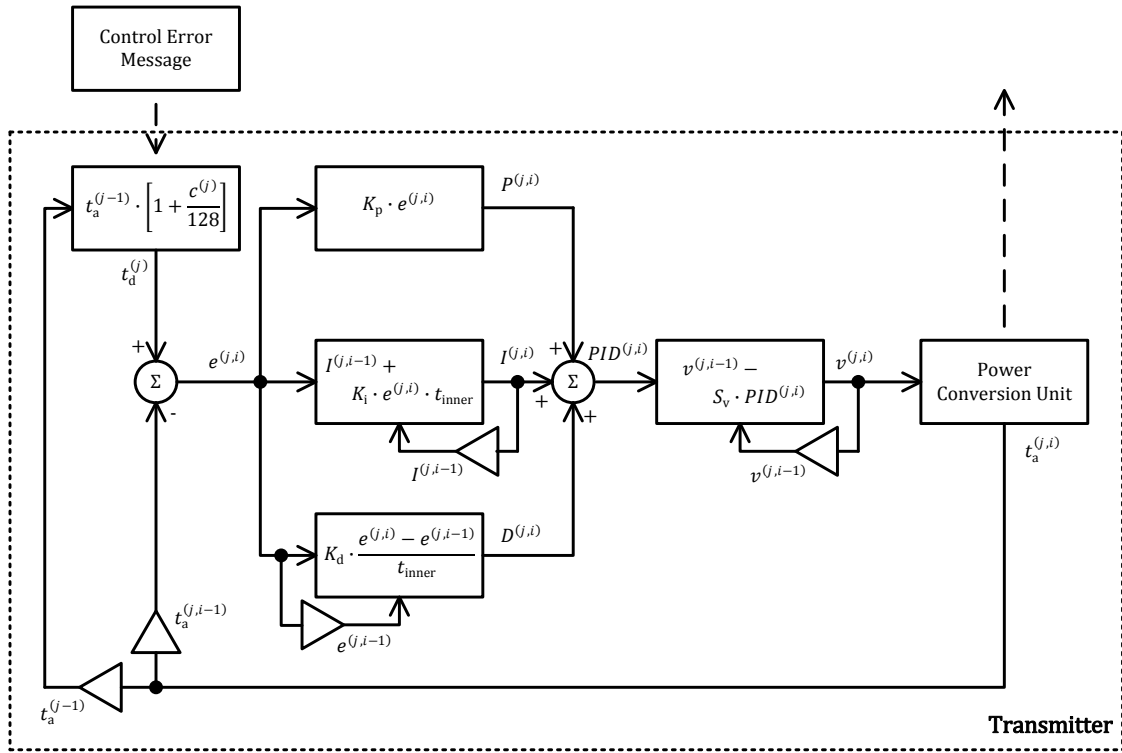 Control Error
Message
t_a^{(j−1)} · [1 + c^{(j)}/128]
t_d^{(j)}
+
Σ
-
e^{(j,i)}
K_p · e^{(j,i)}
P^{(j,i)}
I^{(j,i−1)} +
K_i · e^{(j,i)} · t_inner
I^{(j,i)}
I^{(j,i−1)}
K_d · (e^{(j,i)} − e^{(j,i−1)})/t_inner
D^{(j,i)}
e^{(j,i−1)}
+
+
+
Σ
PID^{(j,i)}
v^{(j,i−1)} −
S_v · PID^{(j,i)}
v^{(j,i)}
v^{(j,i−1)}
Power
Conversion Unit
t_a^{(j,i)}
t_a^{(j,i−1)}
t_a^{(j−1)}
Transmitter